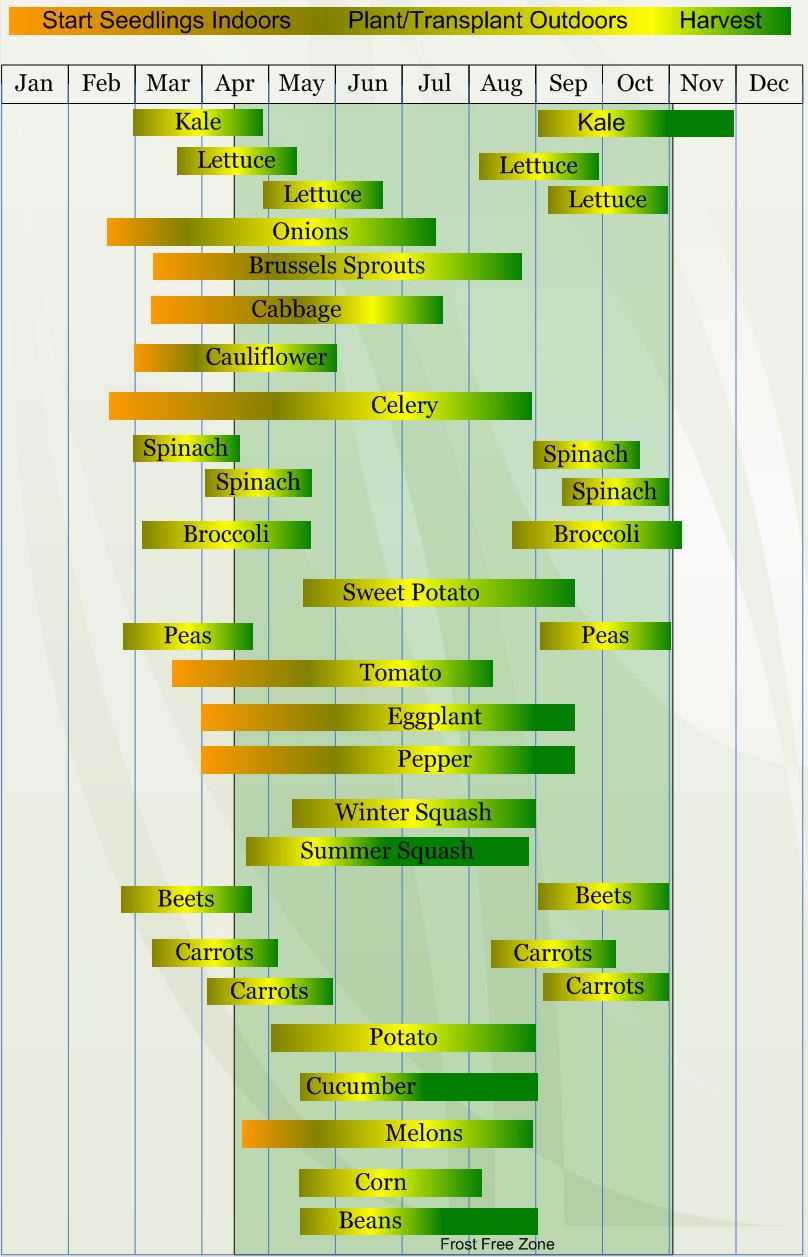 Start Seedlings Indoors Plant/Transplant Outdoors Harvest
Jan Feb Mar Apr May Jun Jul Aug Sep Oct Nov Dec
Kale Kale
Lettuce Lettuce
Lettuce Lettuce
Onions
Brussels Sprouts
Cabbage
Cauliflower
Celery
Spinach Spinach
Spinach Spinach
Broccoli Broccoli
Sweet Potato
Peas Peas
Tomato
Eggplant
Pepper
Winter Squash
Summer Squash
Beets Beets
Carrots Carrots
Carrots Carrots
Potato
Cucumber
Melons
Corn
Beans
Frost Free Zone